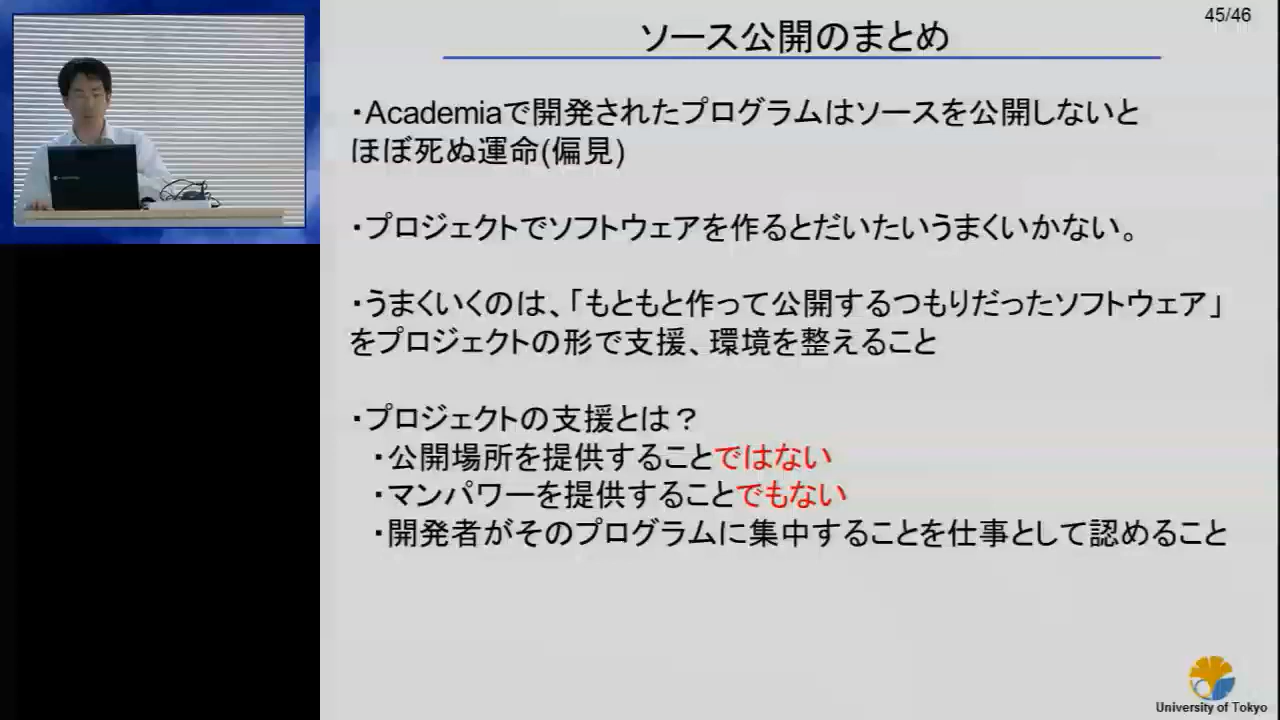 45/46
ソース公開のまとめ
・Academiaで開発されたプログラムはソースを公開しないと
ほぼ死ぬ運命(偏見)
・プロジェクトでソフトウェアを作るとだいたいうまくいかない。
・うまくいくのは、「もともと作って公開するつもりだったソフトウェア」
をプロジェクトの形で支援、環境を整えること
・プロジェクトの支援とは？
・公開場所を提供することではない
・マンパワーを提供することでもない
・開発者がそのプログラムに集中することを仕事として認めること
University of Tokyo